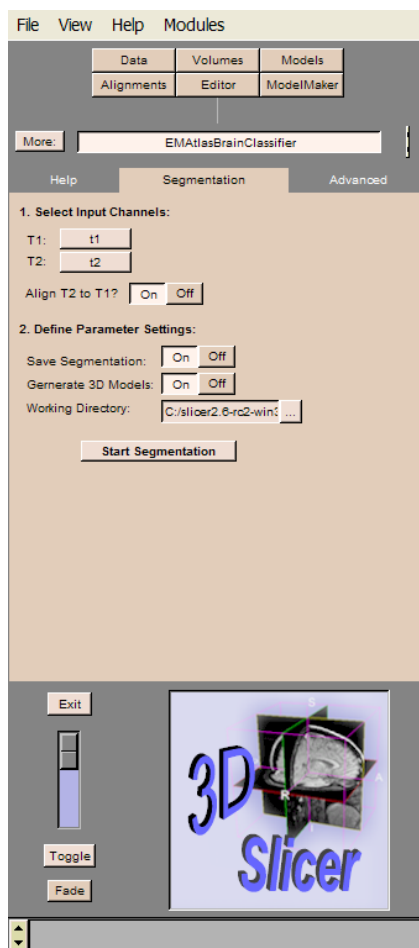 File View Help Modules
Data Volumes Models
Alignments Editor ModelMaker
More: EMAtlasBrainClassifier
Help Segmentation Advanced
1. Select Input Channels:
T1: t1
T2: t2
Align T2 to T1? On Off
2. Define Parameter Settings:
Save Segmentation: On Off
Gernerate 3D Models: On Off
Working Directory: C:/slicer2.6-rc2-win3 ...
Start Segmentation
Exit
S
A
R
I
3D
Slicer
Toggle
Fade